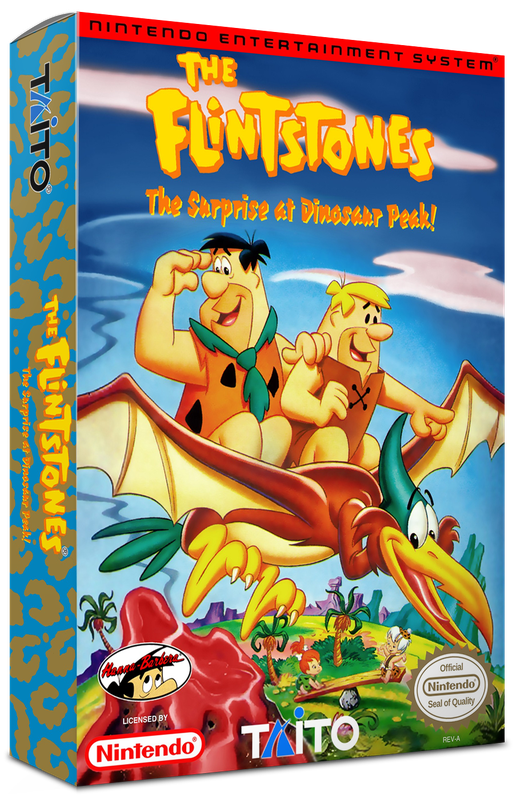 NINTENDO ENTERTAINMENT SYSTEM®
THE
FLINTSTONES
The Surprise at Dinosaur Peak!
TAITO®
THE FLINTSTONES®
The Surprise at Dinosaur Peak!
Hanna-Barbera
LICENSED BY
Nintendo
TAITO
Official
Nintendo
Seal of Quality
REV-A